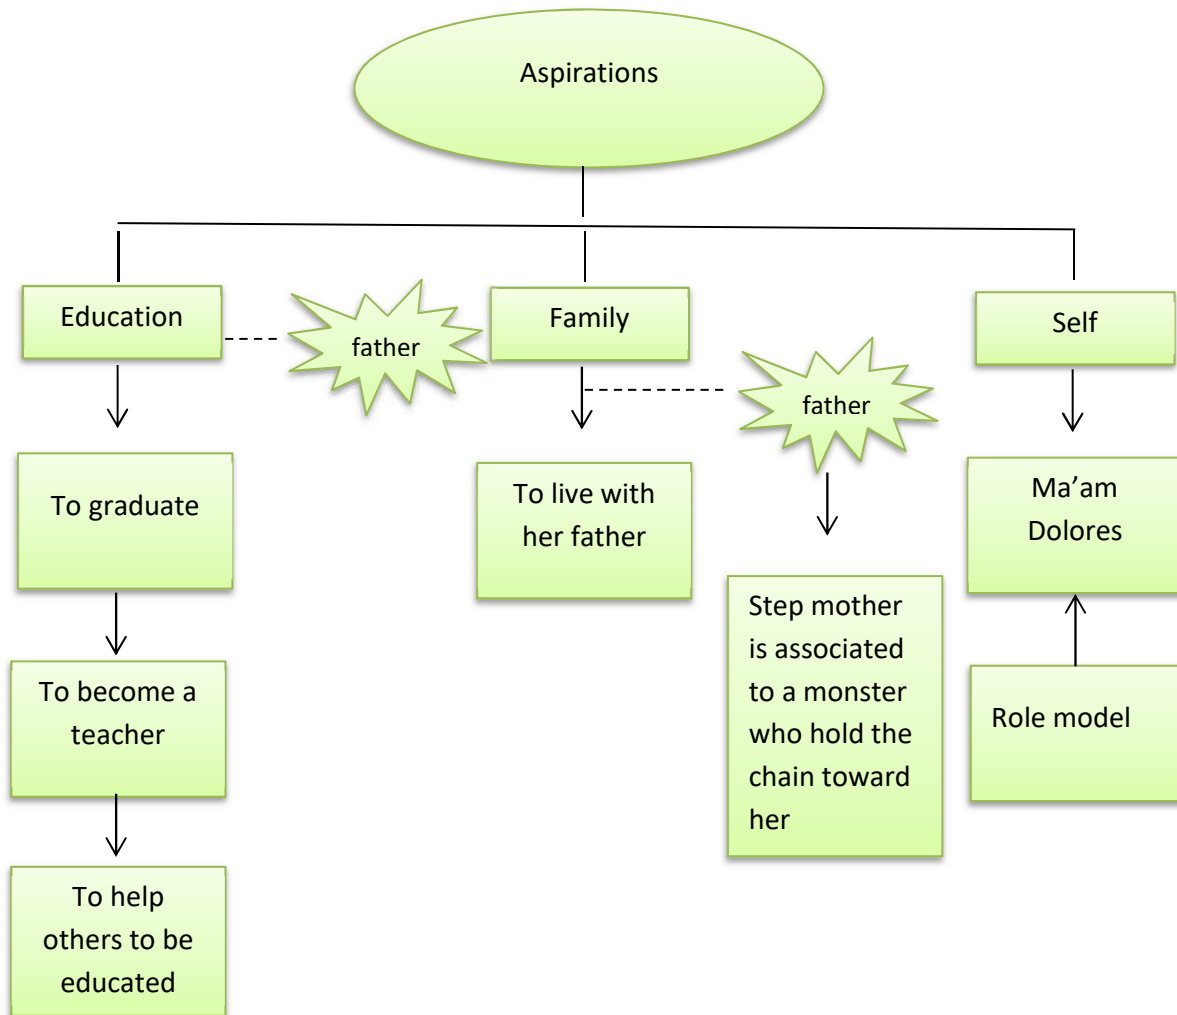 Aspirations
Education
father
Family
father
Self
To graduate
To live with
her father
Ma’am
Dolores
Step mother
is associated
to a monster
who hold the
chain toward
her
To become a
teacher
Role model
To help
others to be
educated